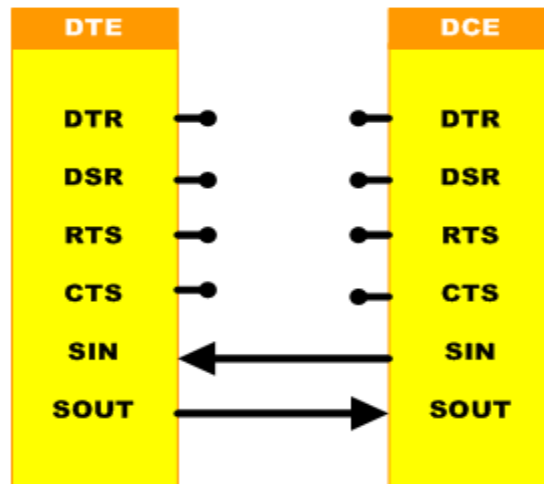 DTE DCE
DTR DTR
DSR DSR
RTS RTS
CTS CTS
SIN SIN
SOUT SOUT